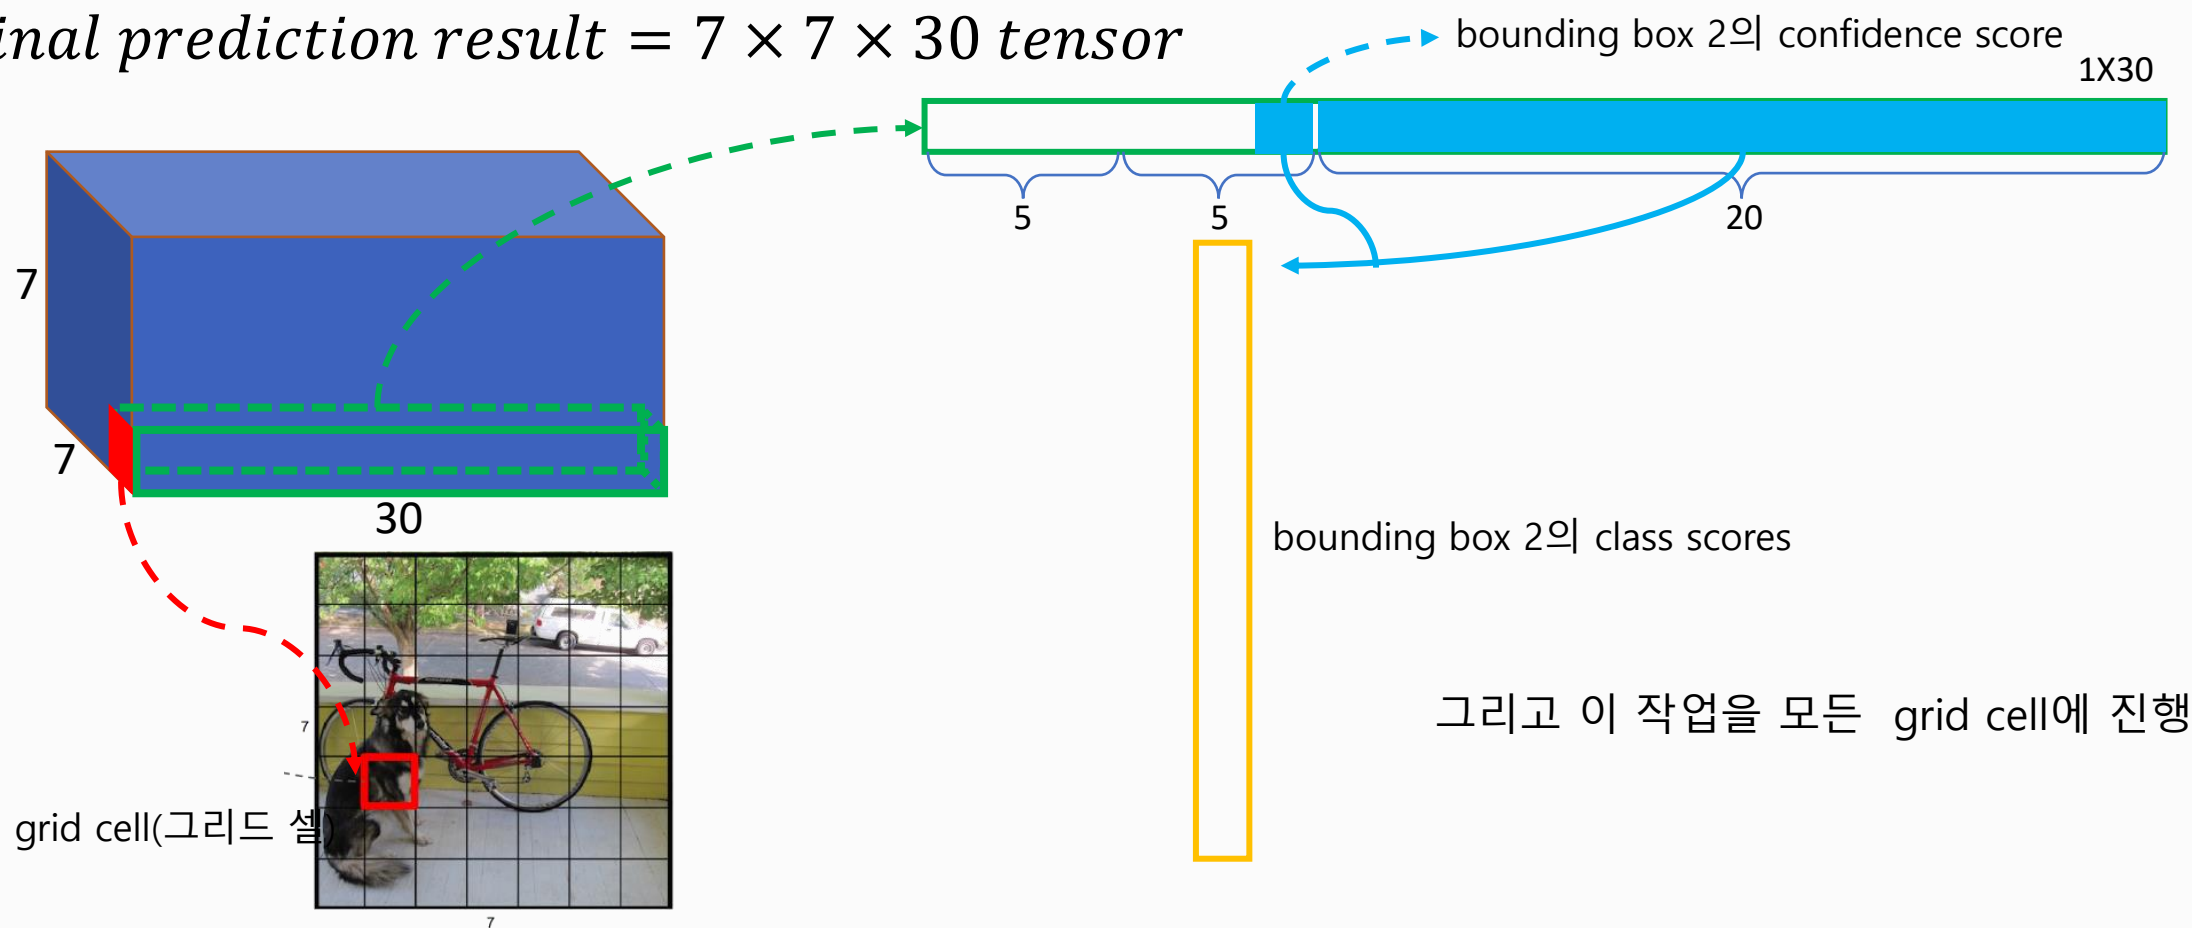 inal prediction result = 7 × 7 × 30 tensor
bounding box 2의 confidence score
1X30
5
5
20
7
7
30
bounding box 2의 class scores
그리고 이 작업을 모든 grid cell에 진행
7
grid cell(그리드 셀)
7